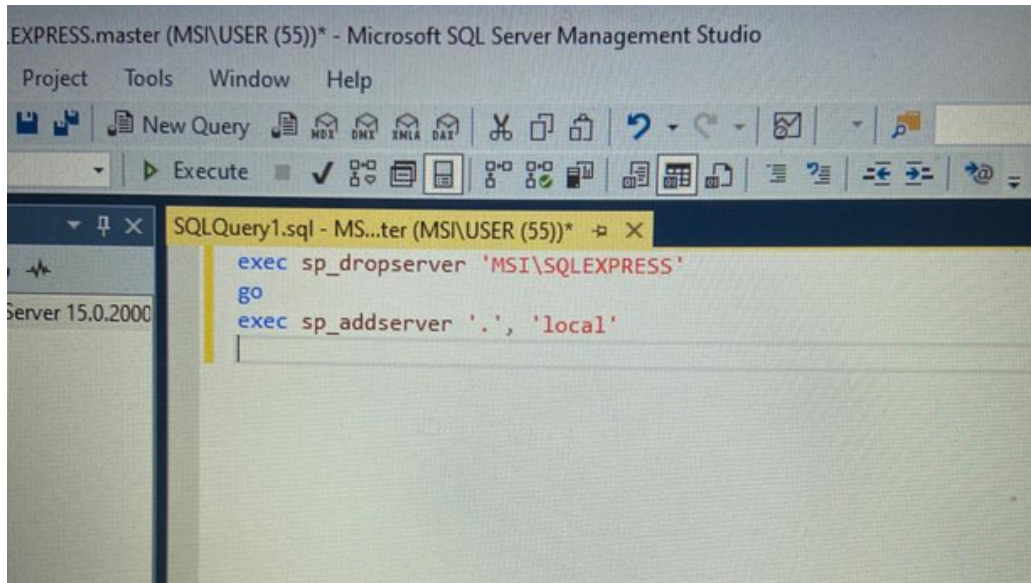 EXPRESS.master (MSI\USER (55))* - Microsoft SQL Server Management Studio
Project Tools Window Help
New Query MDX DMX XMLA DAX
Execute
SQLQuery1.sql - MS...ter (MSI\USER (55))*
exec sp_dropserver 'MSI\SQLEXPRESS'
go
Server 15.0.2000
exec sp_addserver '.', 'local'